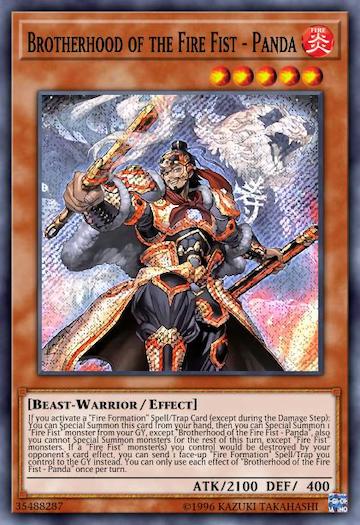 BROTHERHOOD OF THE FIRE FIST - PANDA
FIRE
炎
[BEAST-WARRIOR / EFFECT]
If you activate a "Fire Formation" Spell/Trap Card (except during the Damage Step):
You can Special Summon this card from your hand, then you can Special Summon 1
"Fire Fist" monster from your GY, except "Brotherhood of the Fire Fist - Panda", also
you cannot Special Summon monsters for the rest of this turn, except "Fire Fist"
monsters. If a "Fire Fist" monster(s) you control would be destroyed by your
opponent's card effect, you can send 1 face-up "Fire Formation" Spell/Trap you
control to the GY instead. You can only use each effect of "Brotherhood of the Fire
Fist - Panda" once per turn.
ATK/2100 DEF/ 400
35488287
©1996 KAZUKI TAKAHASHI